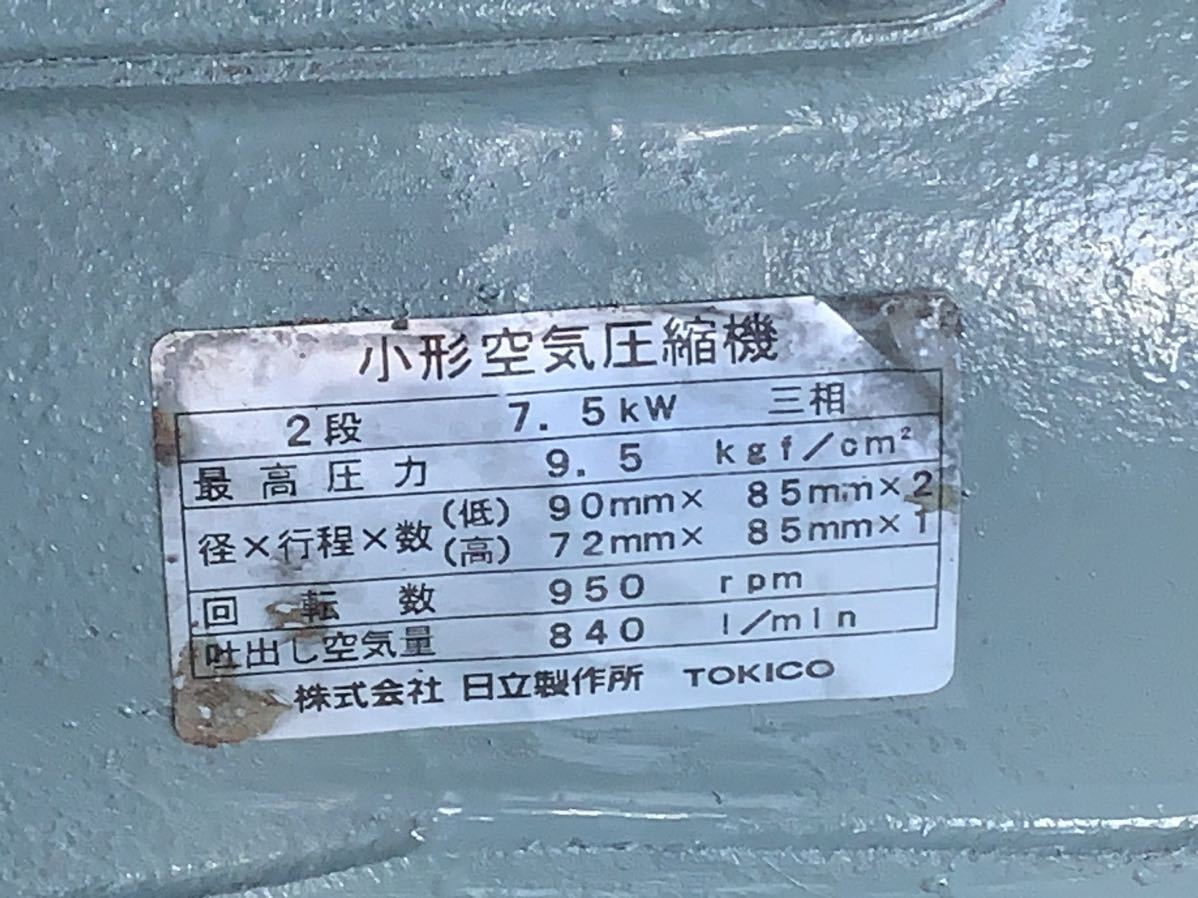 小形空気圧縮機
2段 7.5kW 三相
最高圧力 9.5 kgf/cm²
径×行程×数 (低) 90mm× 85mm×2
(高) 72mm× 85mm×1
回転数 950 rpm
吐出し空気量 840 l/min
株式会社 日立製作所 TOKICO